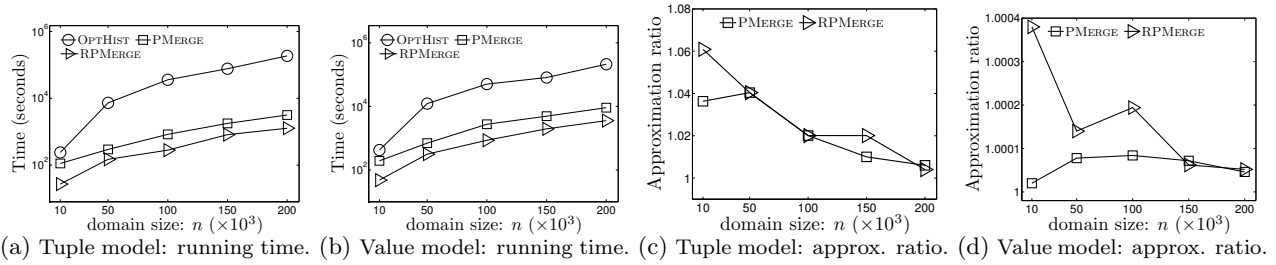 OPTHIST PMERGE
RPMERGE
Time (seconds)
10^6
10^4
10^2
10 50 100 150 200
domain size: n (×10^3)
(a) Tuple model: running time.
OPTHIST PMERGE
RPMERGE
Time (seconds)
10^6
10^4
10^2
10 50 100 150 200
domain size: n (×10^3)
(b) Value model: running time.
PMERGE RPMERGE
Approximation ratio
1.08
1.06
1.04
1.02
1
10 50 100 150 200
domain size: n (×10^3)
(c) Tuple model: approx. ratio.
PMERGE RPMERGE
Approximation ratio
1.0004
1.0003
1.0002
1.0001
1
10 50 100 150 200
domain size: n (×10^3)
(d) Value model: approx. ratio.